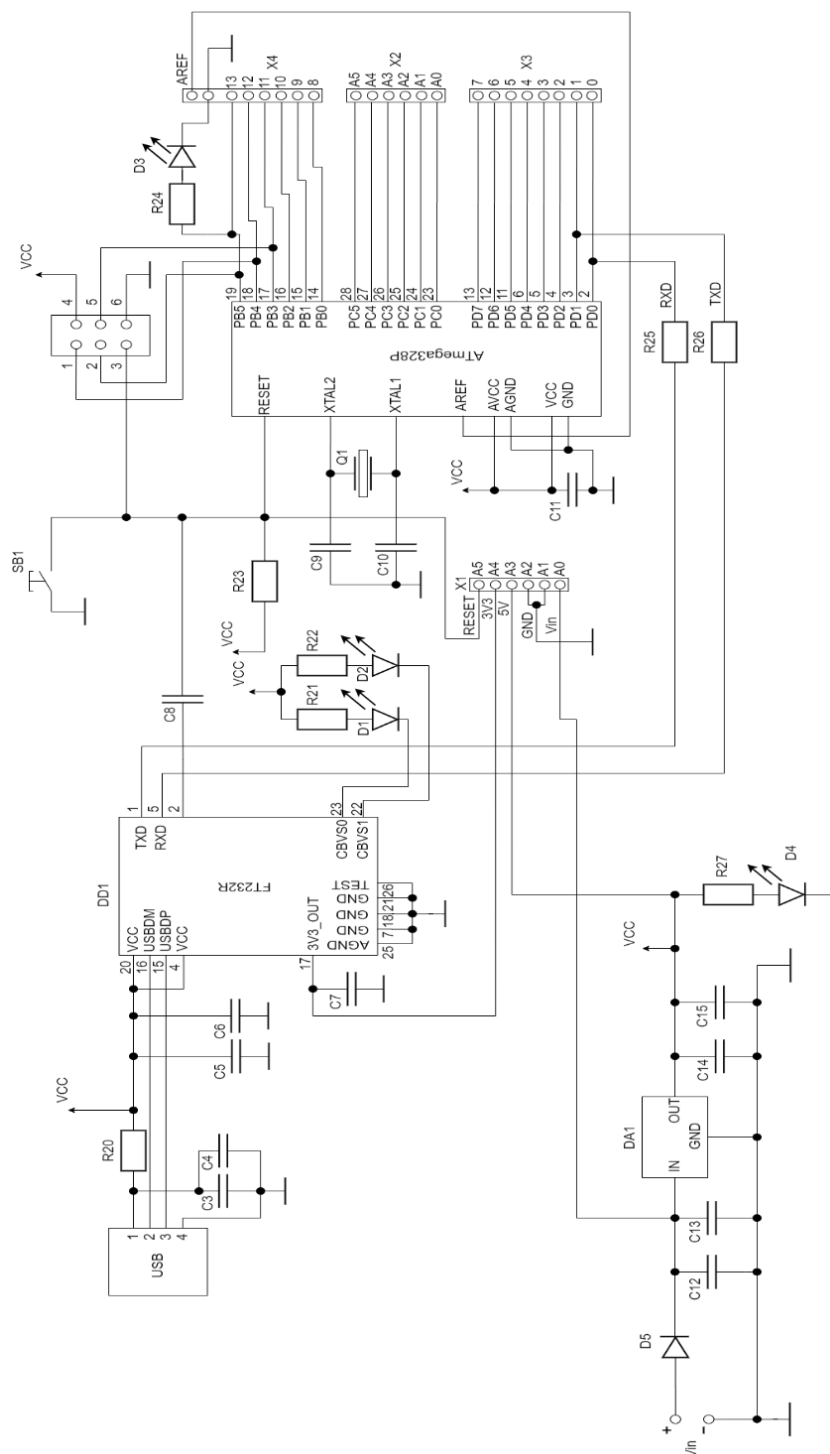 USB
1
2
3
4
R20
C3
C4
VCC
C5
C6
DD1
FT232R
20
VCC
16
USBDM
15
USBDP
4
VCC
17
3V3_OUT
C7
25
AGND
7
GND
18
GND
21
GND
26
TEST
TXD
1
RXD
5
2
CBVS0
23
CBVS1
22
C8
VCC
R21
R22
D1
D2
VCC
R23
SB1
1
2
3
4
5
6
VCC
R24
D3
C9
C10
Q1
ATmega328P
RESET
XTAL2
XTAL1
AREF
AVCC
AGND
VCC
GND
VCC
C11
PB5
19
PB4
18
PB3
17
PB2
16
PB1
15
PB0
14
PC5
28
PC4
27
PC3
26
PC2
25
PC1
24
PC0
23
PD7
13
PD6
12
PD5
11
PD4
6
PD3
5
PD2
4
PD1
3
PD0
2
X4
AREF
13
12
11
10
9
8
X2
A5
A4
A3
A2
A1
A0
X3
7
6
5
4
3
2
1
0
X1
RESET
A5
3V3
A4
5V
A3
GND
A2
A1
Vin
A0
R25
RXD
R26
TXD
+
-
D5
C12
C13
DA1
IN
OUT
GND
C14
C15
VCC
R27
D4